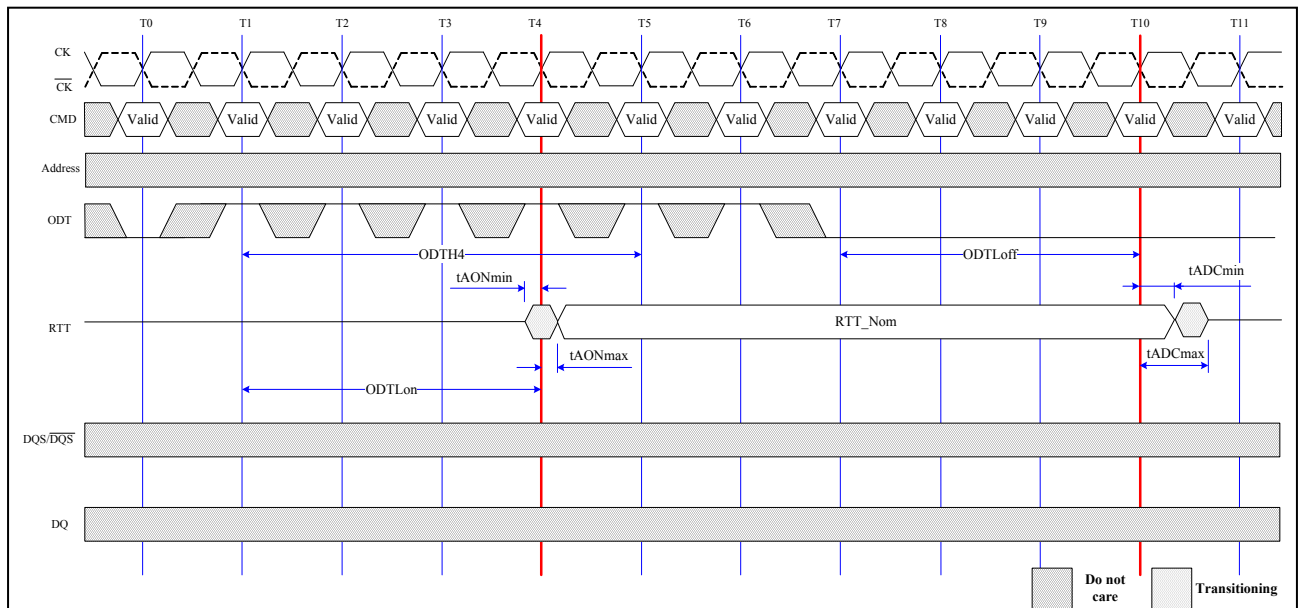 T0 T1 T2 T3 T4 T5 T6 T7 T8 T9 T10 T11
CK
CK
CMD Valid Valid Valid Valid Valid Valid Valid Valid Valid Valid Valid Valid
Address
ODT
ODTH4 ODTLoff
tAONmin tADCmin
RTT RTT_Nom
tAONmax tADCmax
ODTLon
DQS/DQS
DQ
Do not care Transitioning